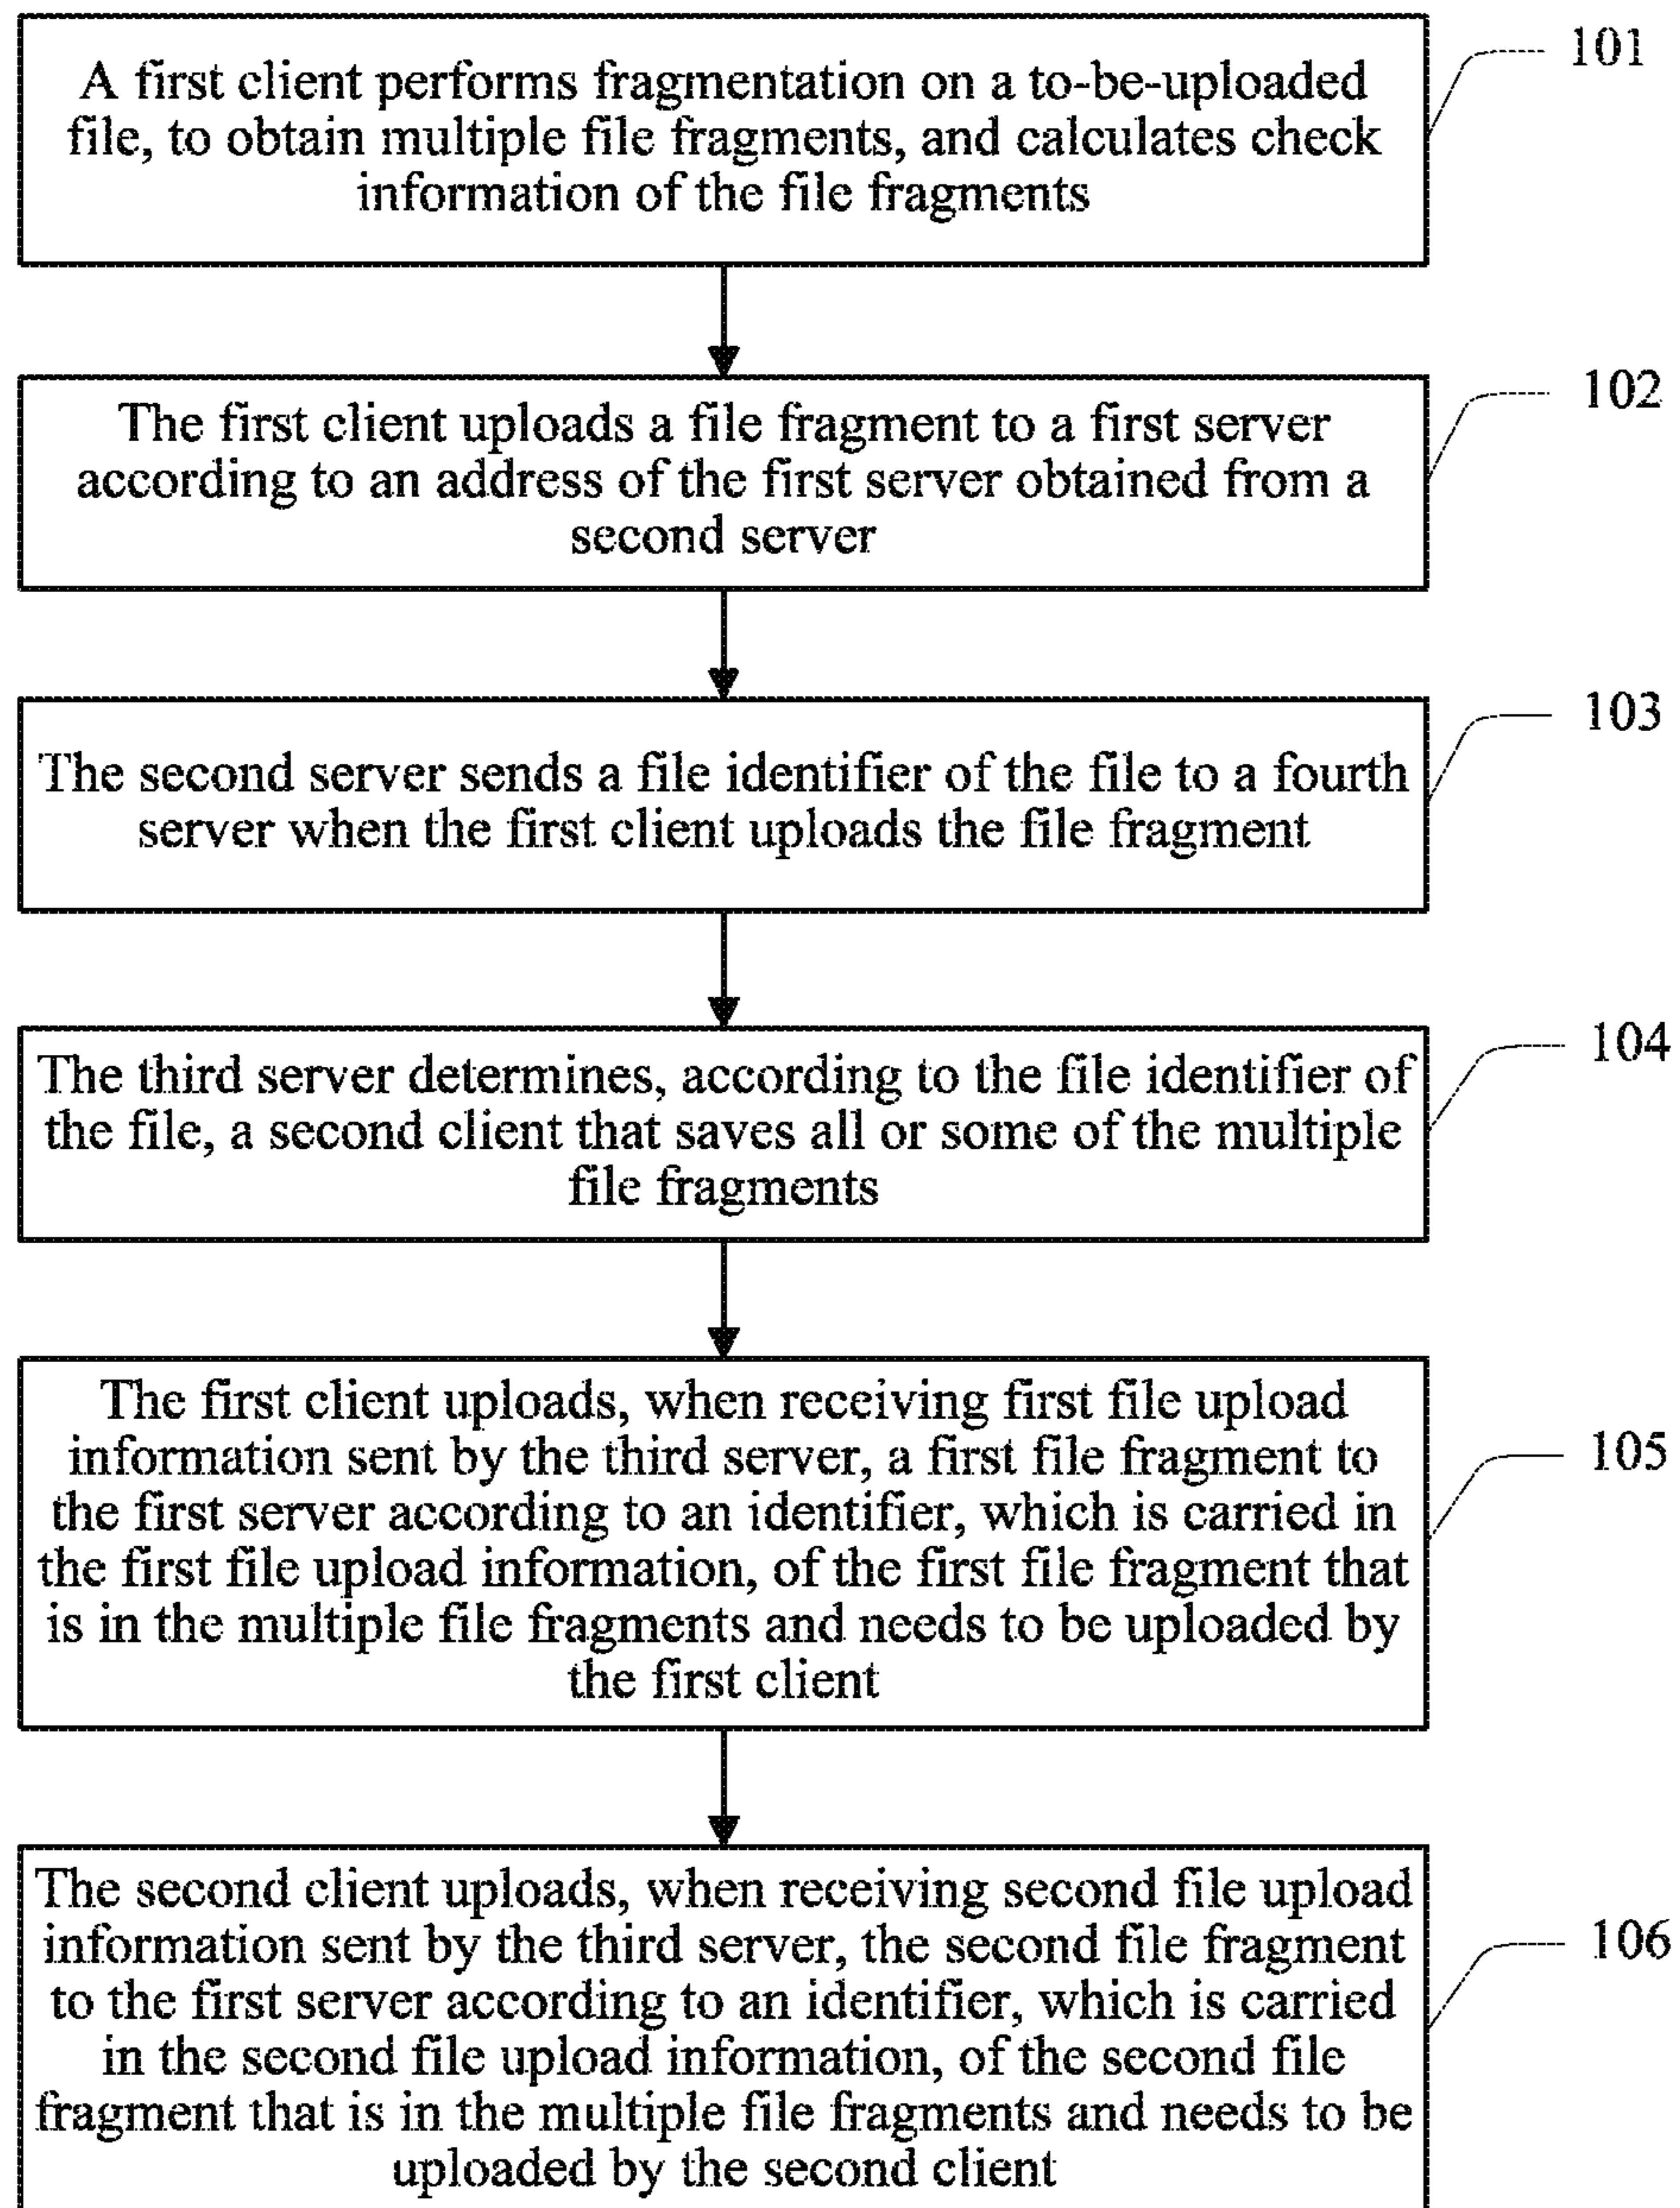 A first client performs fragmentation on a to-be-uploaded
file, to obtain multiple file fragments, and calculates check
information of the file fragments
101
The first client uploads a file fragment to a first server
according to an address of the first server obtained from a
second server
102
The second server sends a file identifier of the file to a fourth
server when the first client uploads the file fragment
103
The third server determines, according to the file identifier of
the file, a second client that saves all or some of the multiple
file fragments
104
The first client uploads, when receiving first file upload
information sent by the third server, a first file fragment to
the first server according to an identifier, which is carried in
the first file upload information, of the first file fragment that
is in the multiple file fragments and needs to be uploaded by
the first client
105
The second client uploads, when receiving second file upload
information sent by the third server, the second file fragment
to the first server according to an identifier, which is carried
in the second file upload information, of the second file
fragment that is in the multiple file fragments and needs to be
uploaded by the second client
106